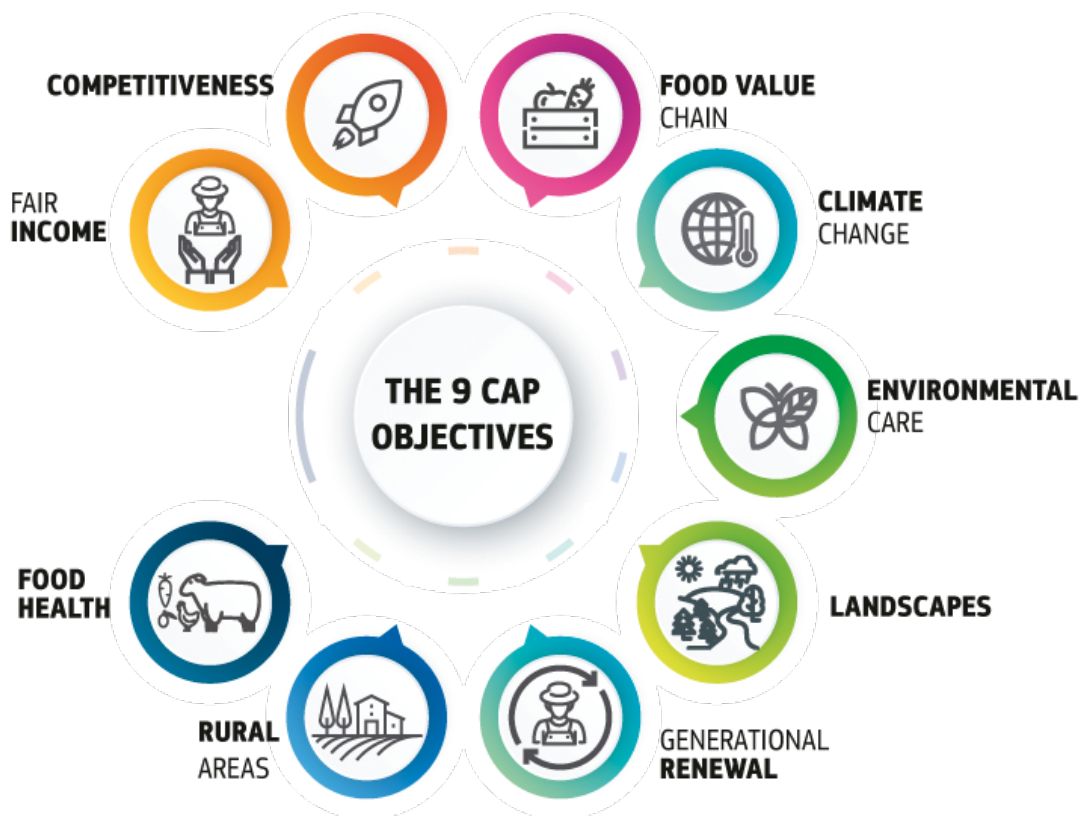 THE 9 CAP
OBJECTIVES
FAIR
INCOME
COMPETITIVENESS
FOOD VALUE
CHAIN
CLIMATE
CHANGE
ENVIRONMENTAL
CARE
LANDSCAPES
GENERATIONAL
RENEWAL
RURAL
AREAS
FOOD
HEALTH